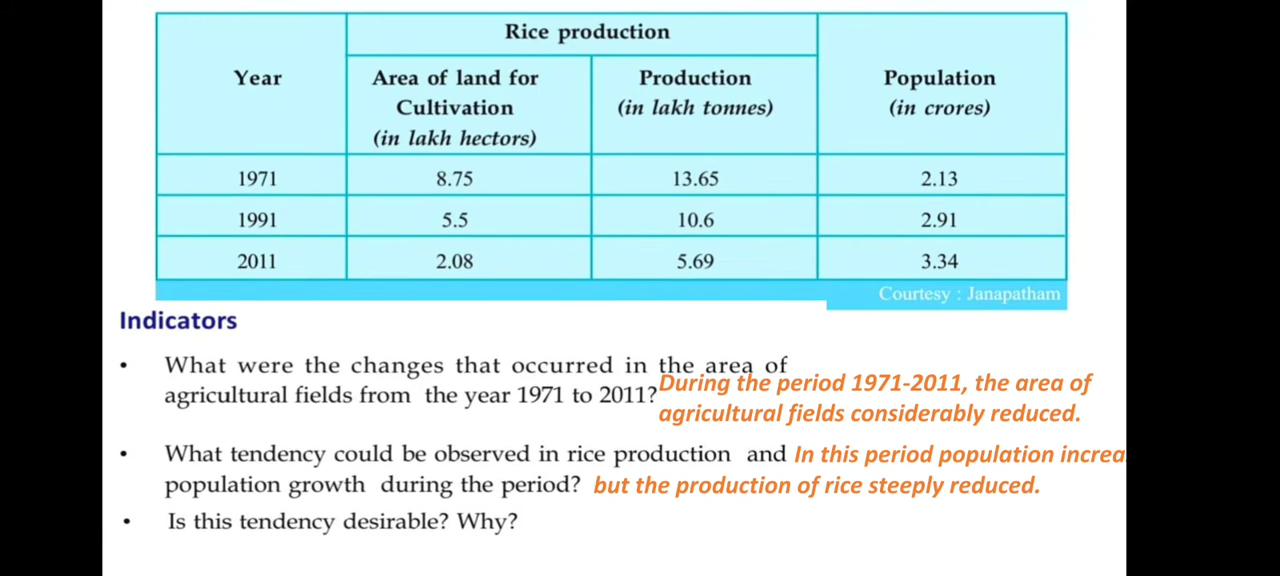 Rice production
Year
Area of land for
Cultivation
(in lakh hectors)
Production
(in lakh tonnes)
Population
(in crores)
1971 8.75 13.65 2.13
1991 5.5 10.6 2.91
2011 2.08 5.69 3.34
Courtesy : Janapatham
Indicators
• What were the changes that occurred in the area of
agricultural fields from the year 1971 to 2011?
During the period 1971-2011, the area of
agricultural fields considerably reduced.
• What tendency could be observed in rice production and In this period population increa
population growth during the period? but the production of rice steeply reduced.
• Is this tendency desirable? Why?